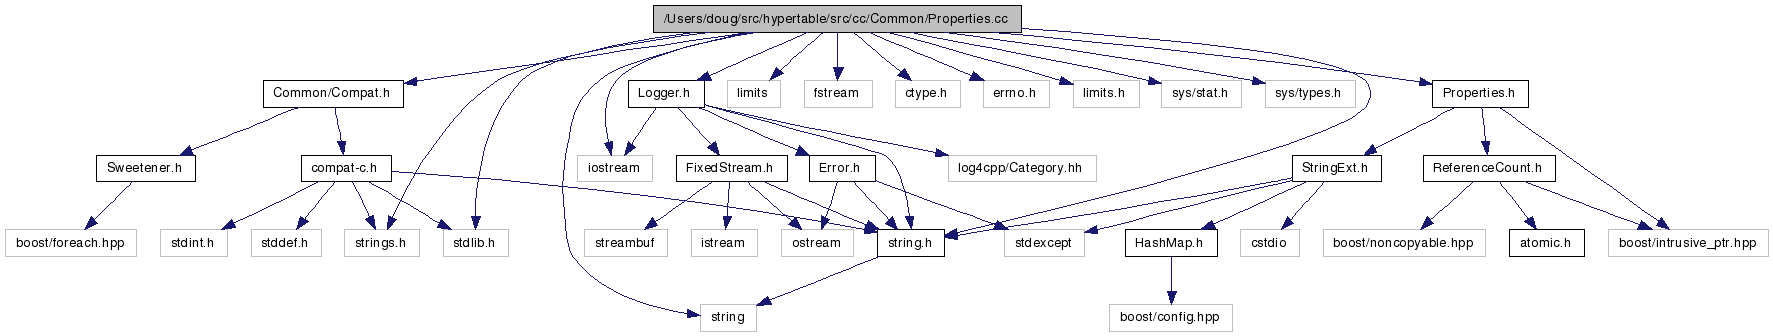 /Users/doug/src/hypertable/src/cc/Common/Properties.cc
Common/Compat.h
Logger.h
limits
fstream
ctype.h
errno.h
limits.h
sys/stat.h
sys/types.h
Properties.h
Sweetener.h
compat-c.h
iostream
FixedStream.h
Error.h
log4cpp/Category.hh
StringExt.h
ReferenceCount.h
boost/foreach.hpp
stdint.h
stddef.h
strings.h
stdlib.h
streambuf
istream
ostream
string.h
stdexcept
HashMap.h
cstdio
boost/noncopyable.hpp
atomic.h
boost/intrusive_ptr.hpp
string
boost/config.hpp